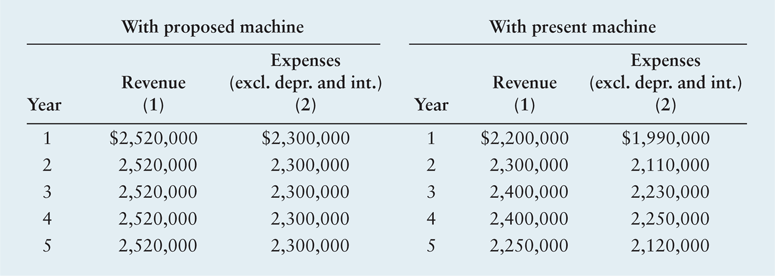 With proposed machine With present machine
Expenses Expenses
Revenue (excl. depr. and int.) Revenue (excl. depr. and int.)
Year (1) (2) Year (1) (2)
1 $2,520,000 $2,300,000 1 $2,200,000 $1,990,000
2 2,520,000 2,300,000 2 2,300,000 2,110,000
3 2,520,000 2,300,000 3 2,400,000 2,230,000
4 2,520,000 2,300,000 4 2,400,000 2,250,000
5 2,520,000 2,300,000 5 2,250,000 2,120,000